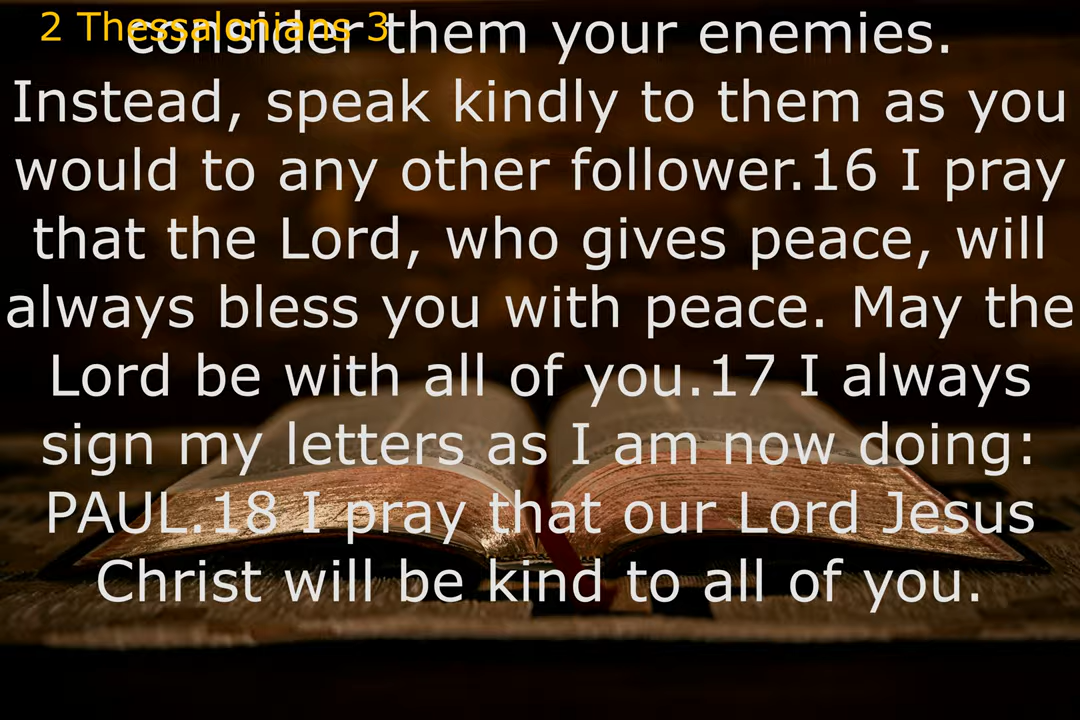 2 Thessalonians 3
consider them your enemies.
Instead, speak kindly to them as you
would to any other follower.16 I pray
that the Lord, who gives peace, will
always bless you with peace. May the
Lord be with all of you.17 I always
sign my letters as I am now doing:
PAUL.18 I pray that our Lord Jesus
Christ will be kind to all of you.